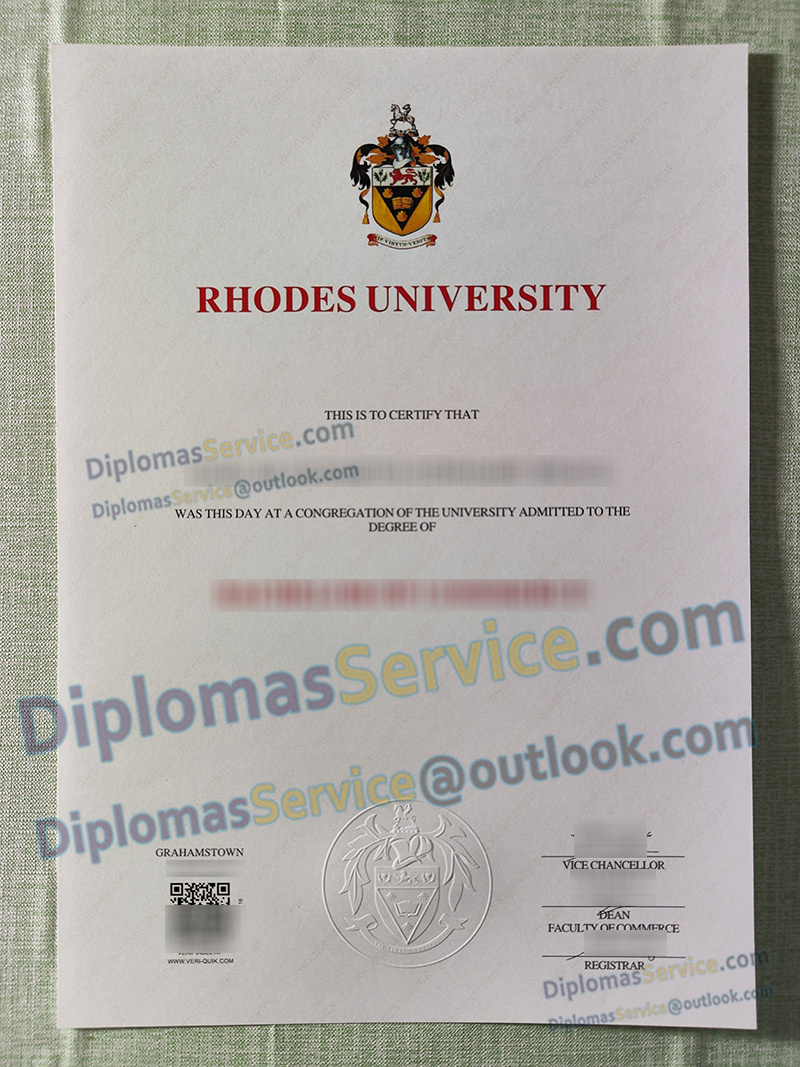 RHODES UNIVERSITY
THIS IS TO CERTIFY THAT
DiplomasService.com
DiplomasService@outlook.com
WAS THIS DAY AT A CONGREGATION OF THE UNIVERSITY ADMITTED TO THE
DEGREE OF
DiplomasService.com
DiplomasService@outlook.com
GRAHAMSTOWN
WWW.VERI-QUIK.COM
VICE CHANCELLOR
DEAN
FACULTY OF COMMERCE
REGISTRAR
DiplomasService.com
DiplomasService@outlook.com